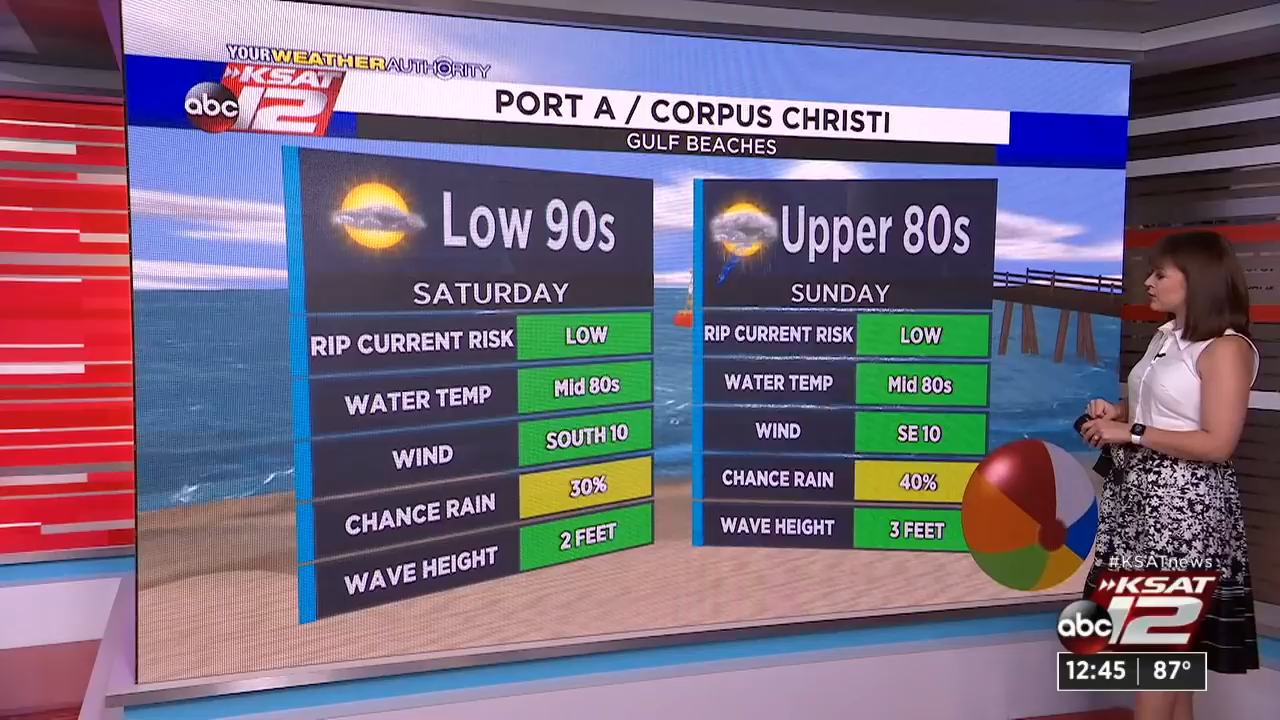 YOURWEATHERAUTHORITY
KSAT
abc 12
PORT A / CORPUS CHRISTI
GULF BEACHES
Low 90s
SATURDAY
RIP CURRENT RISK LOW
WATER TEMP Mid 80s
WIND SOUTH 10
CHANCE RAIN 30%
WAVE HEIGHT 2 FEET
Upper 80s
SUNDAY
RIP CURRENT RISK LOW
WATER TEMP Mid 80s
WIND SE 10
CHANCE RAIN 40%
WAVE HEIGHT 3 FEET
#KSATnews
KSAT
abc 12
12:45 87°